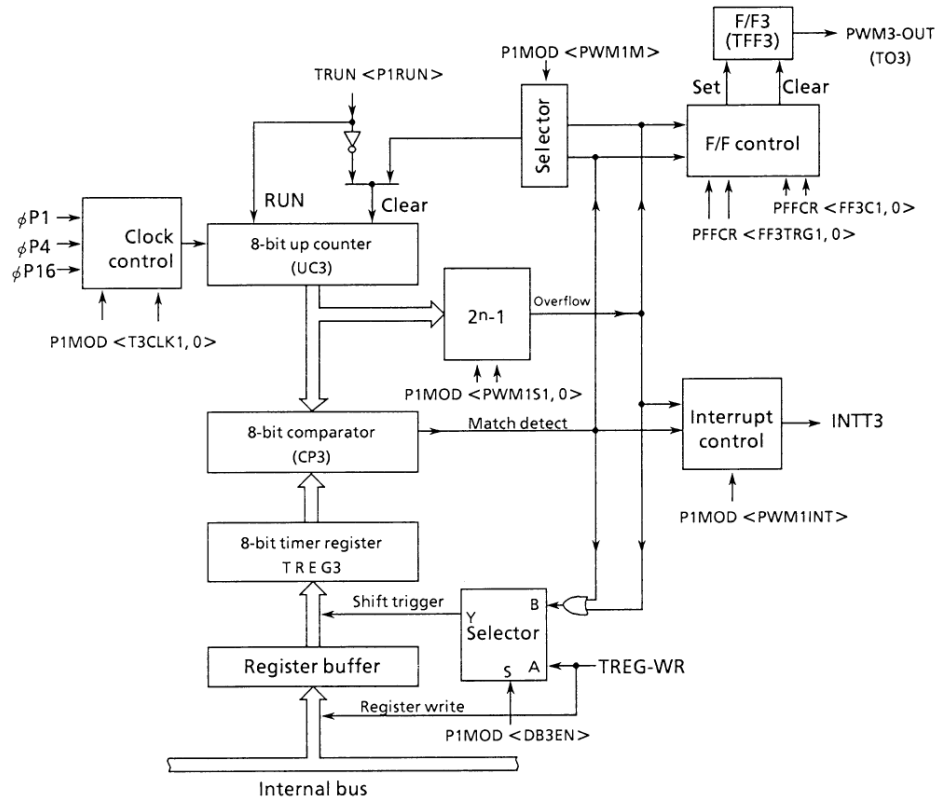 F/F3
(TFF3)
PWM3-OUT
(TO3)
P1MOD <PWM1M>
TRUN <P1RUN>
Set
Clear
Selector
F/F control
RUN
Clear
PFFCR <FF3C1, 0>
PFFCR <FF3TRG1, 0>
φP1
φP4
φP16
Clock
control
8-bit up counter
(UC3)
2n-1
Overflow
P1MOD <T3CLK1, 0>
P1MOD <PWM1S1, 0>
8-bit comparator
(CP3)
Match detect
Interrupt
control
INTT3
P1MOD <PWM1INT>
8-bit timer register
TREG3
Shift trigger
Y
B
Selector
S
A
TREG-WR
Register buffer
Register write
P1MOD <DB3EN>
Internal bus